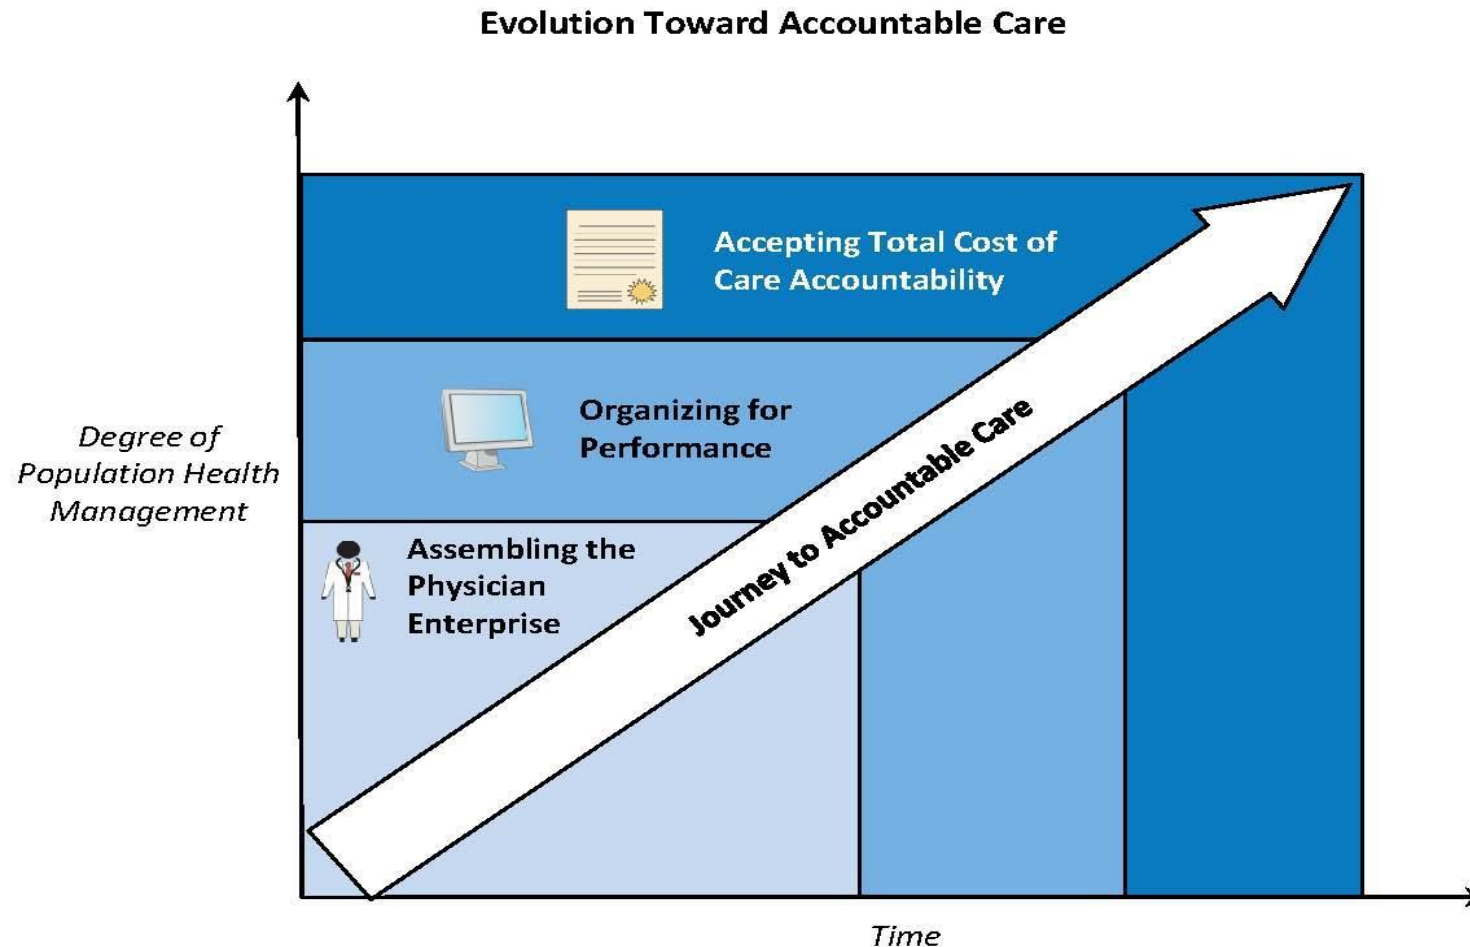 Evolution Toward Accountable Care
Accepting Total Cost of
Care Accountability
Organizing for
Performance
Degree of
Population Health
Management
Assembling the
Physician
Enterprise
Journey to Accountable Care
Time